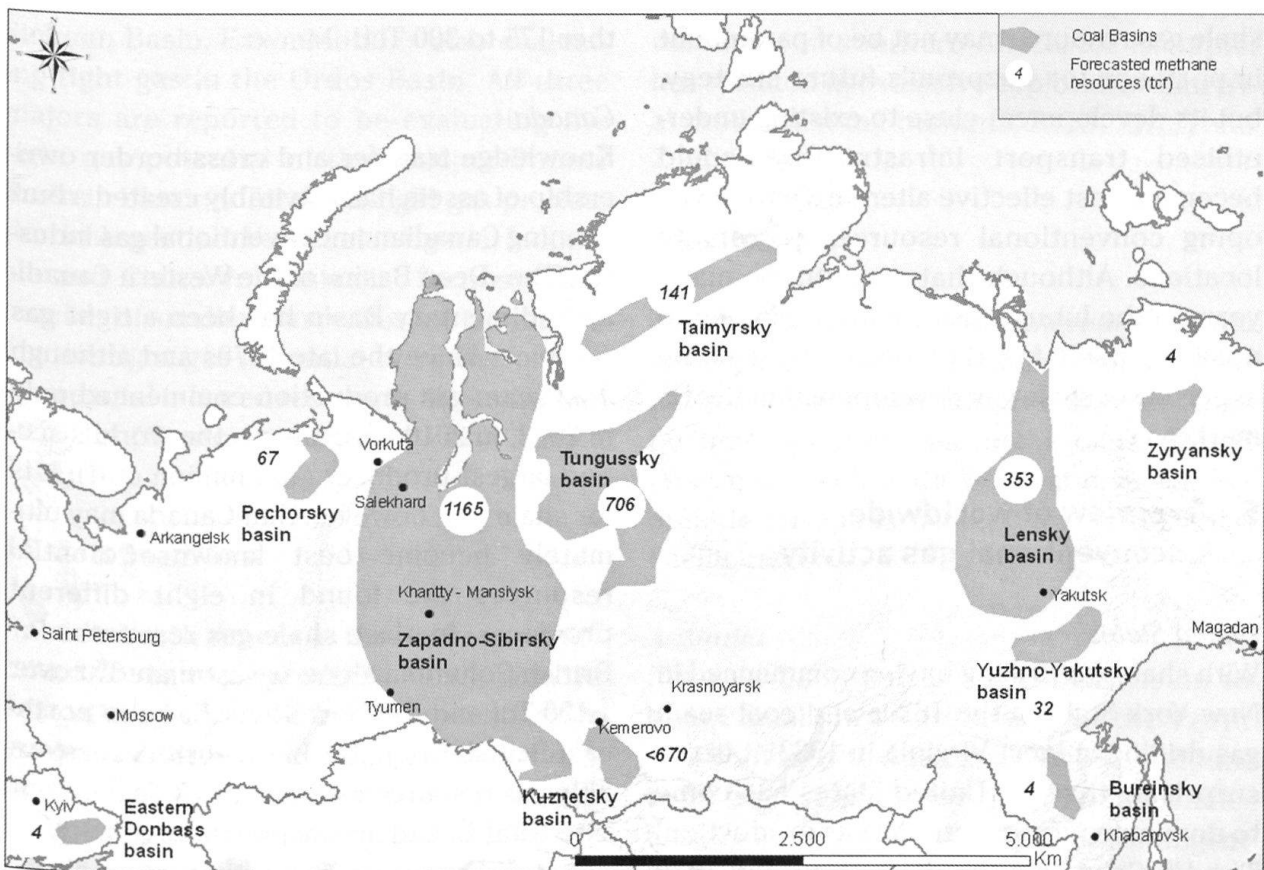 Coal Basins
4
Forecasted methane
resources (tcf)
141
Taimyrsky
basin
4
Zyryansky
basin
67
Pechorsky
basin
Vorkuta
Salekhard
1165
Tungussky
basin
706
353
Lensky
basin
Arkangelsk
Khantty - Mansiysk
Zapadno-Sibirsky
basin
Yakutsk
Saint Petersburg
Magadan
Yuzhno-Yakutsky
basin
32
Moscow
Tyumen
Krasnoyarsk
Kemerovo
<670
Kuznetsky
basin
Kyiv
4
Eastern
Donbass
basin
4
Bureinsky
basin
Khabarpvsk
0
2.500
5.000
Km